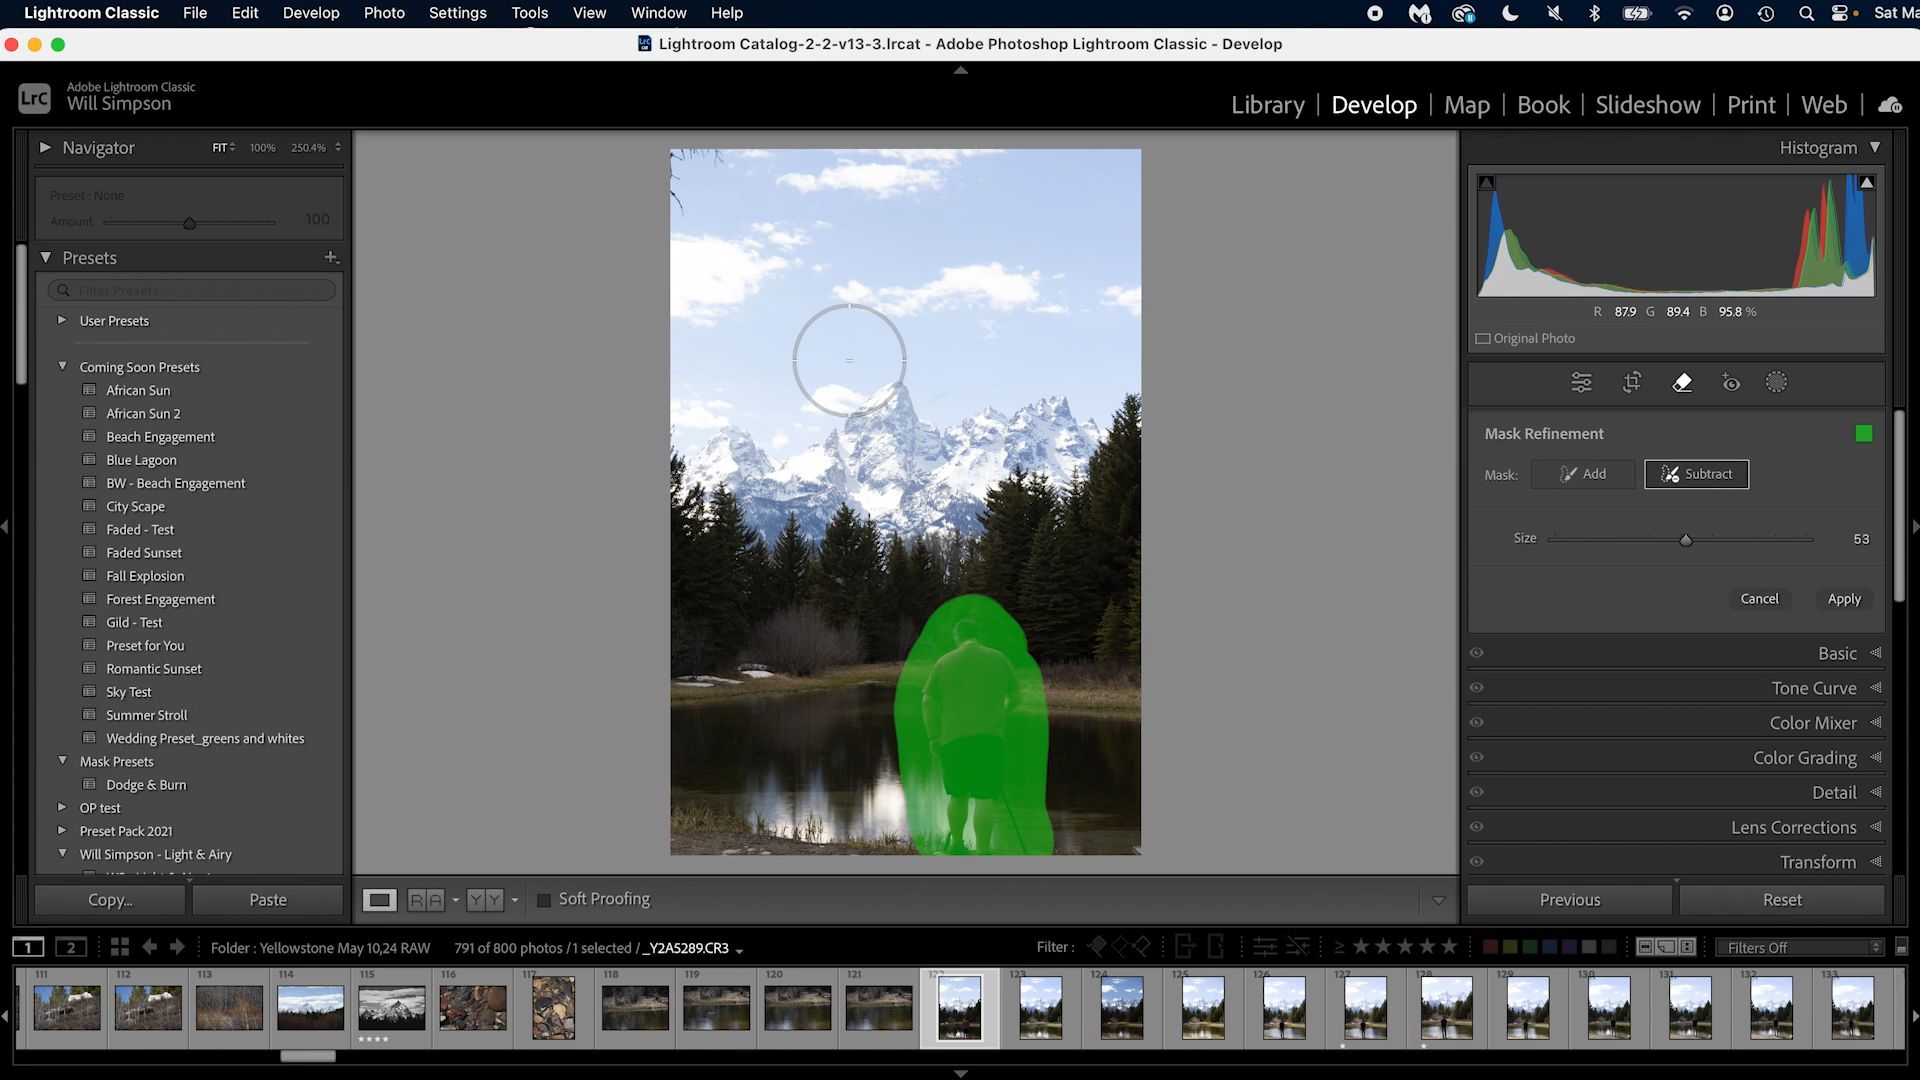 Lightroom Classic File Edit Develop Photo Settings Tools View Window Help Sat Ma
Lightroom Catalog-2-2-v13-3.lrcat - Adobe Photoshop Lightroom Classic - Develop
LrC
Adobe Lightroom Classic
Will Simpson
Library | Develop | Map | Book | Slideshow | Print | Web
Navigator FIT 100% 250.4%
Preset: None
Amount 100
Presets
Filter Presets
User Presets
Coming Soon Presets
African Sun
African Sun 2
Beach Engagement
Blue Lagoon
BW - Beach Engagement
City Scape
Faded - Test
Faded Sunset
Fall Explosion
Forest Engagement
Gild - Test
Preset for You
Romantic Sunset
Sky Test
Summer Stroll
Wedding Preset_greens and whites
Mask Presets
Dodge & Burn
OP test
Preset Pack 2021
Will Simpson - Light & Airy
Copy... Paste
R A Y Y Soft Proofing
Histogram
R 87.9 G 89.4 B 95.8 %
Original Photo
Mask Refinement
Mask: Add Subtract
Size 53
Cancel Apply
Basic
Tone Curve
Color Mixer
Color Grading
Detail
Lens Corrections
Transform
Previous Reset
1 2 Folder : Yellowstone May 10,24 RAW 791 of 800 photos / 1 selected / _Y2A5289.CR3 Filter : ≥ ★★★★★ Filters Off
111 112 113 114 115 116 117 118 119 120 121 122 123 124 125 126 127 128 129 130 131 132 133